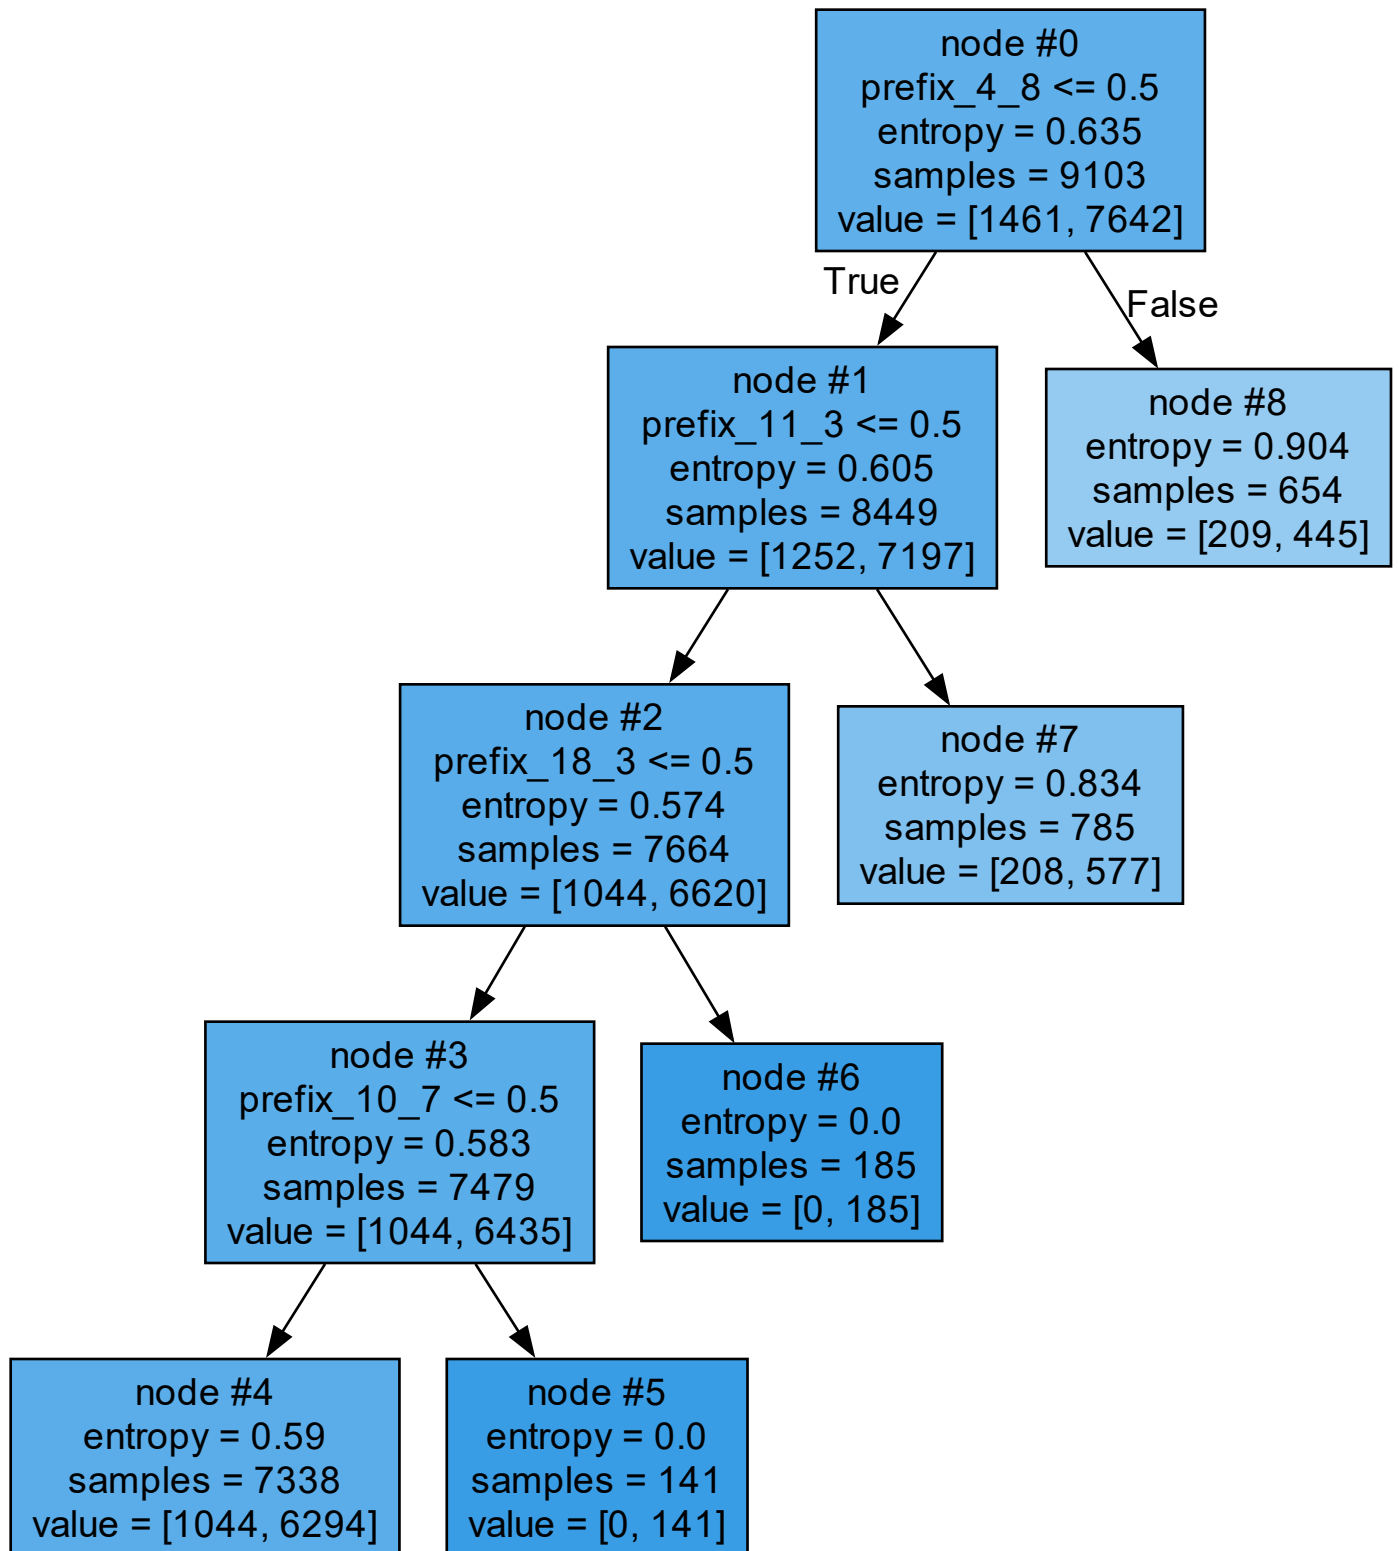 node #0
prefix_4_8 <= 0.5
entropy = 0.635
samples = 9103
value = [1461, 7642]
True
False
node #1
prefix_11_3 <= 0.5
entropy = 0.605
samples = 8449
value = [1252, 7197]
node #8
entropy = 0.904
samples = 654
value = [209, 445]
node #2
prefix_18_3 <= 0.5
entropy = 0.574
samples = 7664
value = [1044, 6620]
node #7
entropy = 0.834
samples = 785
value = [208, 577]
node #3
prefix_10_7 <= 0.5
entropy = 0.583
samples = 7479
value = [1044, 6435]
node #6
entropy = 0.0
samples = 185
value = [0, 185]
node #4
entropy = 0.59
samples = 7338
value = [1044, 6294]
node #5
entropy = 0.0
samples = 141
value = [0, 141]